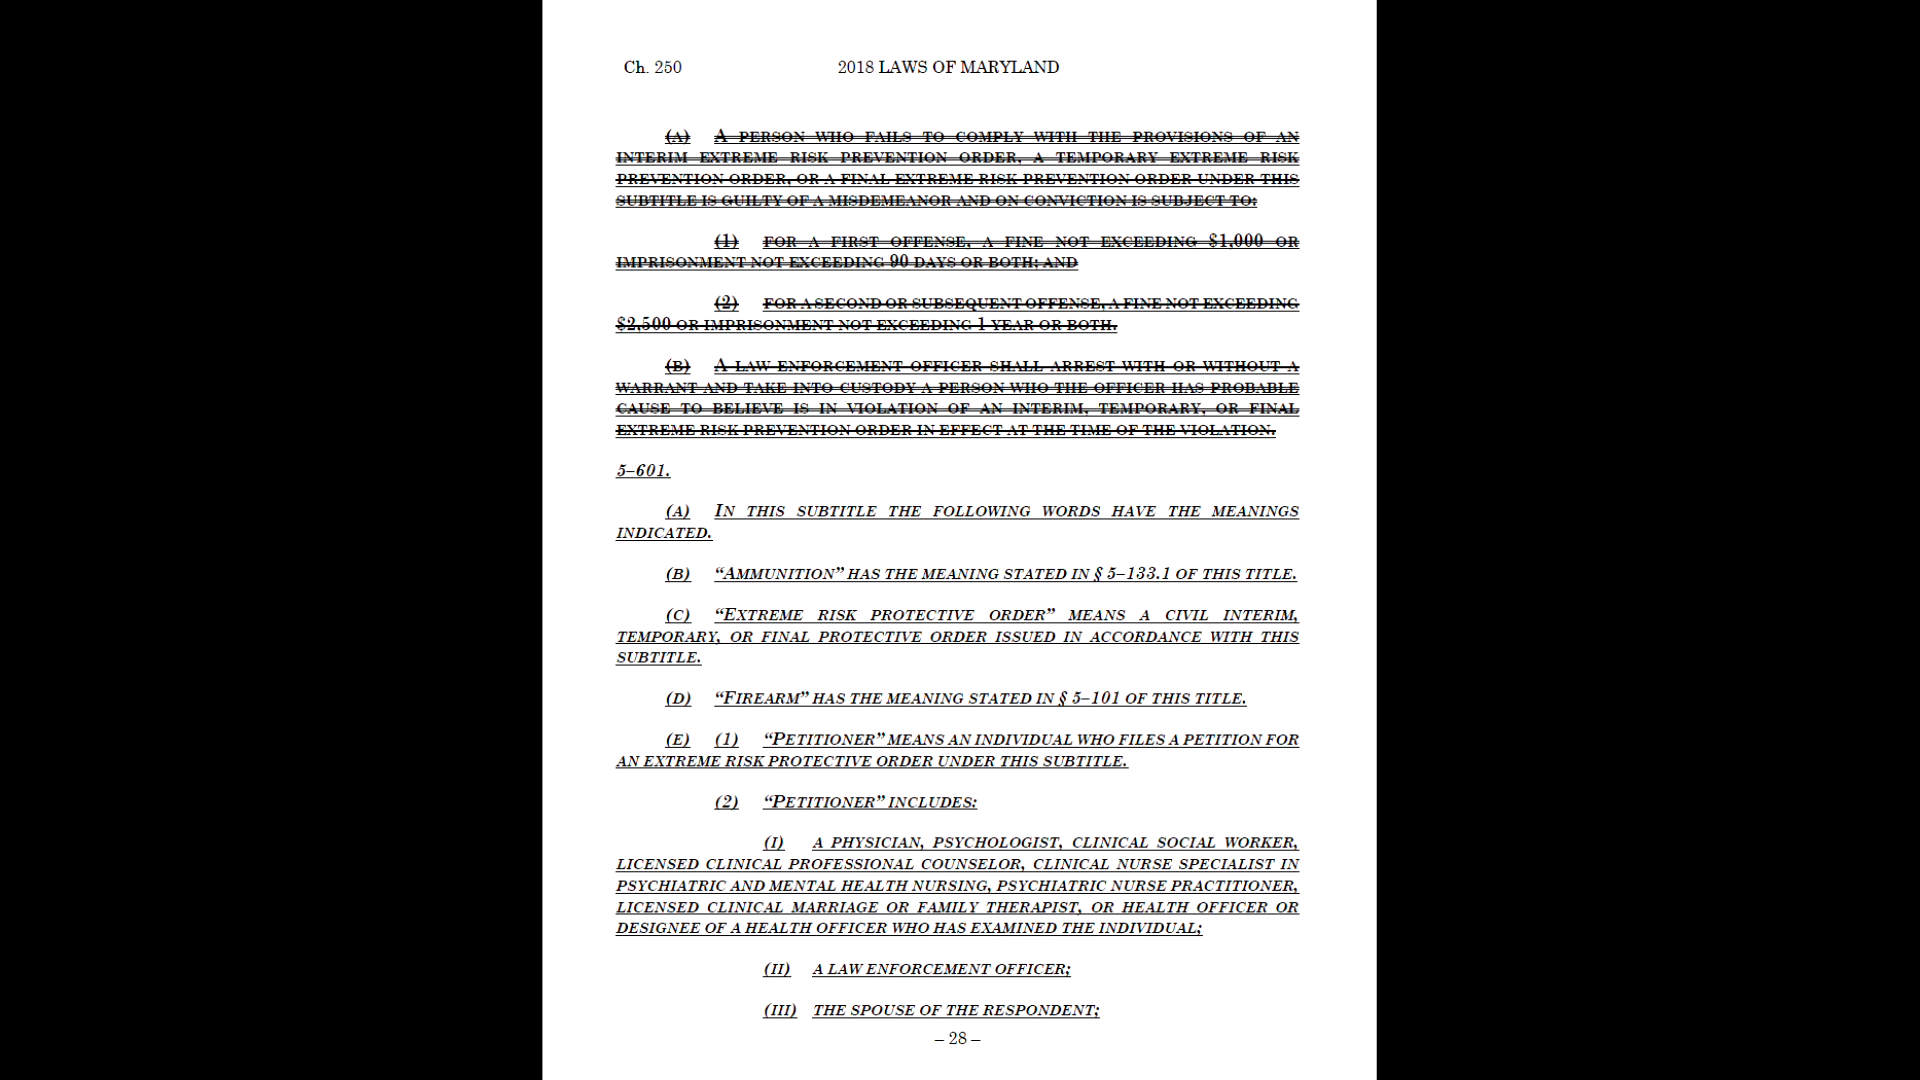 Ch. 250 2018 LAWS OF MARYLAND
(A) A PERSON WHO FAILS TO COMPLY WITH THE PROVISIONS OF AN
INTERIM EXTREME RISK PREVENTION ORDER, A TEMPORARY EXTREME RISK
PREVENTION ORDER, OR A FINAL EXTREME RISK PREVENTION ORDER UNDER THIS
SUBTITLE IS GUILTY OF A MISDEMEANOR AND ON CONVICTION IS SUBJECT TO:
(1) FOR A FIRST OFFENSE, A FINE NOT EXCEEDING $1,000 OR
IMPRISONMENT NOT EXCEEDING 90 DAYS OR BOTH; AND
(2) FOR A SECOND OR SUBSEQUENT OFFENSE, A FINE NOT EXCEEDING
$2,500 OR IMPRISONMENT NOT EXCEEDING 1 YEAR OR BOTH.
(B) A LAW ENFORCEMENT OFFICER SHALL ARREST WITH OR WITHOUT A
WARRANT AND TAKE INTO CUSTODY A PERSON WHO THE OFFICER HAS PROBABLE
CAUSE TO BELIEVE IS IN VIOLATION OF AN INTERIM, TEMPORARY, OR FINAL
EXTREME RISK PREVENTION ORDER IN EFFECT AT THE TIME OF THE VIOLATION.
5–601.
(A) IN THIS SUBTITLE THE FOLLOWING WORDS HAVE THE MEANINGS
INDICATED.
(B) “AMMUNITION” HAS THE MEANING STATED IN § 5–133.1 OF THIS TITLE.
(C) “EXTREME RISK PROTECTIVE ORDER” MEANS A CIVIL INTERIM,
TEMPORARY, OR FINAL PROTECTIVE ORDER ISSUED IN ACCORDANCE WITH THIS
SUBTITLE.
(D) “FIREARM” HAS THE MEANING STATED IN § 5–101 OF THIS TITLE.
(E) (1) “PETITIONER” MEANS AN INDIVIDUAL WHO FILES A PETITION FOR
AN EXTREME RISK PROTECTIVE ORDER UNDER THIS SUBTITLE.
(2) “PETITIONER” INCLUDES:
(I) A PHYSICIAN, PSYCHOLOGIST, CLINICAL SOCIAL WORKER,
LICENSED CLINICAL PROFESSIONAL COUNSELOR, CLINICAL NURSE SPECIALIST IN
PSYCHIATRIC AND MENTAL HEALTH NURSING, PSYCHIATRIC NURSE PRACTITIONER,
LICENSED CLINICAL MARRIAGE OR FAMILY THERAPIST, OR HEALTH OFFICER OR
DESIGNEE OF A HEALTH OFFICER WHO HAS EXAMINED THE INDIVIDUAL;
(II) A LAW ENFORCEMENT OFFICER;
(III) THE SPOUSE OF THE RESPONDENT;
– 28 –